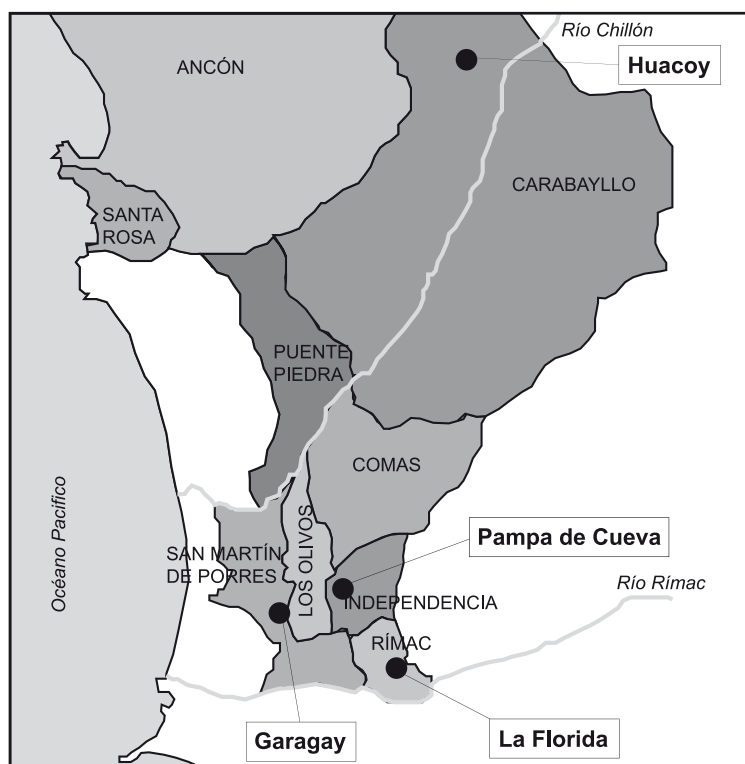 Río Chillón
Huacoy
ANCÓN
CARABAYLLO
SANTA
ROSA
PUENTE
PIEDRA
COMAS
Océano Pacifico
LOS OLIVOS
Pampa de Cueva
SAN MARTÍN
DE PORRES
INDEPENDENCIA
Río Rímac
RÍMAC
Garagay
La Florida